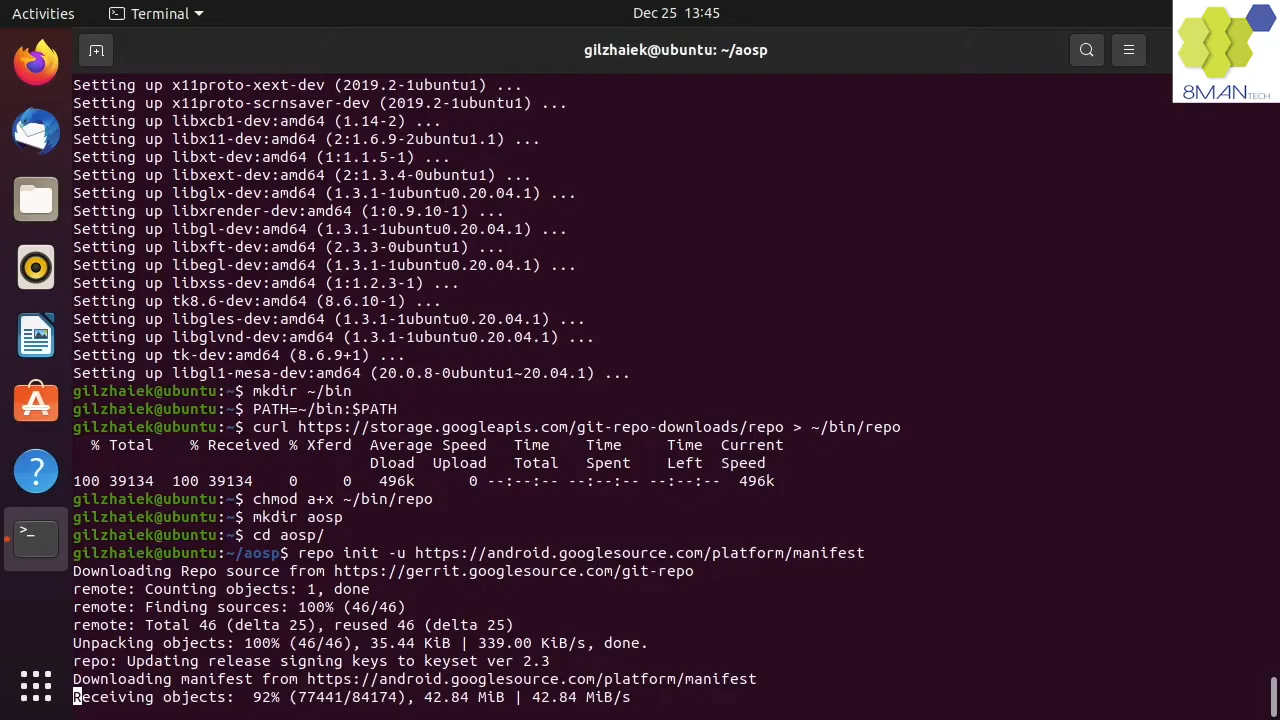 Activities
Terminal
Dec 25 13:45
gilzhaiek@ubuntu: ~/aosp
8MANTECH
Setting up x11proto-xext-dev (2019.2-1ubuntu1) ...
Setting up x11proto-scrnsaver-dev (2019.2-1ubuntu1) ...
Setting up libxcb1-dev:amd64 (1.14-2) ...
Setting up libx11-dev:amd64 (2:1.6.9-2ubuntu1.1) ...
Setting up libxt-dev:amd64 (1:1.1.5-1) ...
Setting up libxext-dev:amd64 (2:1.3.4-0ubuntu1) ...
Setting up libglx-dev:amd64 (1.3.1-1ubuntu0.20.04.1) ...
Setting up libxrender-dev:amd64 (1:0.9.10-1) ...
Setting up libgl-dev:amd64 (1.3.1-1ubuntu0.20.04.1) ...
Setting up libxft-dev:amd64 (2.3.3-0ubuntu1) ...
Setting up libegl-dev:amd64 (1.3.1-1ubuntu0.20.04.1) ...
Setting up libxss-dev:amd64 (1:1.2.3-1) ...
Setting up tk8.6-dev:amd64 (8.6.10-1) ...
Setting up libgles-dev:amd64 (1.3.1-1ubuntu0.20.04.1) ...
Setting up libglvnd-dev:amd64 (1.3.1-1ubuntu0.20.04.1) ...
Setting up tk-dev:amd64 (8.6.9+1) ...
Setting up libgl1-mesa-dev:amd64 (20.0.8-0ubuntu1~20.04.1) ...
gilzhaiek@ubuntu:~$ mkdir ~/bin
gilzhaiek@ubuntu:~$ PATH=~/bin:$PATH
gilzhaiek@ubuntu:~$ curl https://storage.googleapis.com/git-repo-downloads/repo > ~/bin/repo
% Total % Received % Xferd Average Speed Time Time Time Current
Dload Upload Total Spent Left Speed
100 39134 100 39134 0 0 496k 0 --:--:-- --:--:-- --:--:-- 496k
gilzhaiek@ubuntu:~$ chmod a+x ~/bin/repo
gilzhaiek@ubuntu:~$ mkdir aosp
gilzhaiek@ubuntu:~$ cd aosp/
gilzhaiek@ubuntu:~/aosp$ repo init -u https://android.googlesource.com/platform/manifest
Downloading Repo source from https://gerrit.googlesource.com/git-repo
remote: Counting objects: 1, done
remote: Finding sources: 100% (46/46)
remote: Total 46 (delta 25), reused 46 (delta 25)
Unpacking objects: 100% (46/46), 35.44 KiB | 339.00 KiB/s, done.
repo: Updating release signing keys to keyset ver 2.3
Downloading manifest from https://android.googlesource.com/platform/manifest
Receiving objects: 92% (77441/84174), 42.84 MiB | 42.84 MiB/s